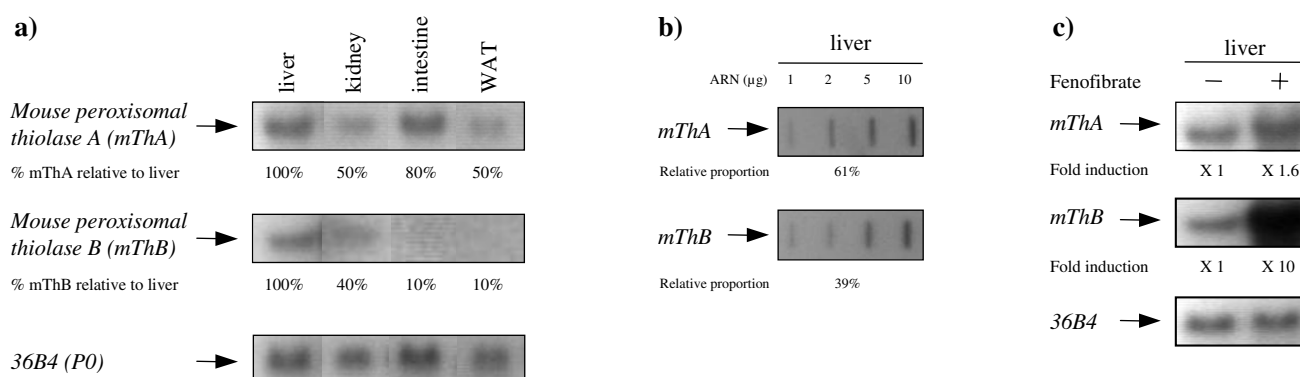 a)
liver
kidney
intestine
WAT
Mouse peroxisomal
thiolase A (mThA)
% mThA relative to liver
100% 50% 80% 50%
Mouse peroxisomal
thiolase B (mThB)
% mThB relative to liver
100% 40% 10% 10%
36B4 (P0)
b)
liver
ARN (µg) 1 2 5 10
mThA
Relative proportion 61%
mThB
Relative proportion 39%
c)
liver
Fenofibrate − +
mThA
Fold induction X 1 X 1.6
mThB
Fold induction X 1 X 10
36B4